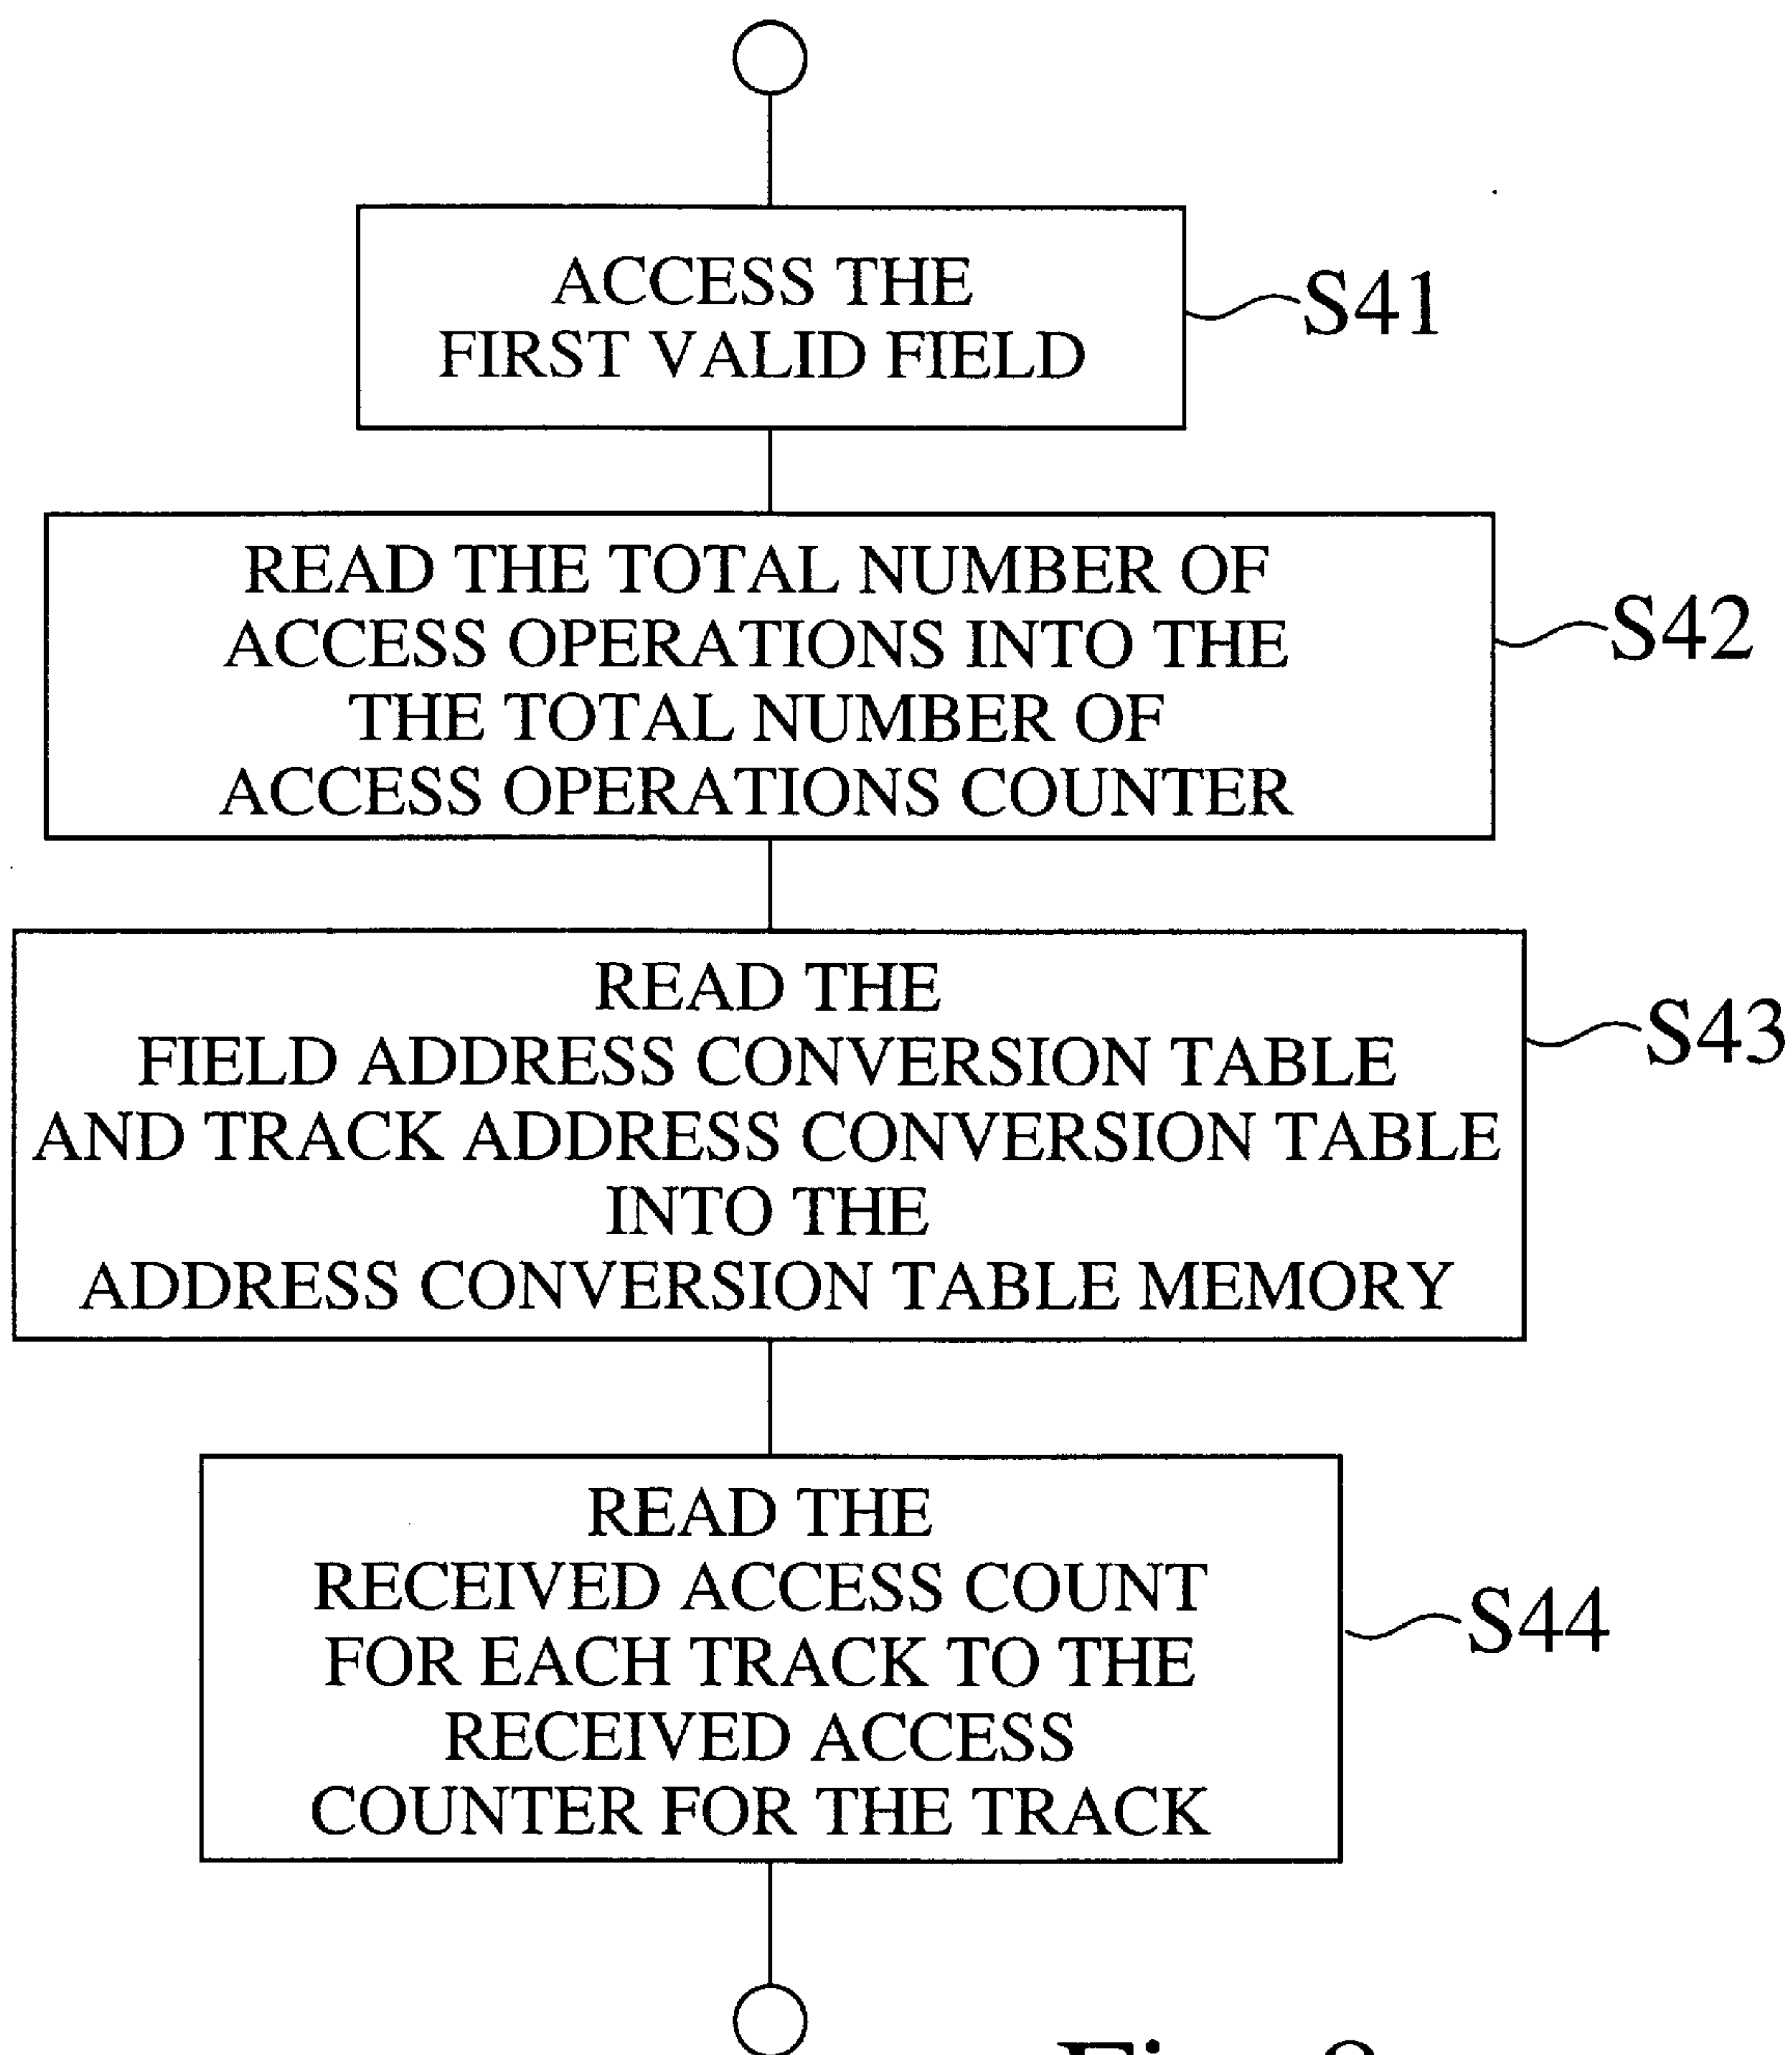 ACCESS THE
FIRST VALID FIELD
S41
READ THE TOTAL NUMBER OF
ACCESS OPERATIONS INTO THE
THE TOTAL NUMBER OF
ACCESS OPERATIONS COUNTER
S42
READ THE
FIELD ADDRESS CONVERSION TABLE
AND TRACK ADDRESS CONVERSION TABLE
INTO THE
ADDRESS CONVERSION TABLE MEMORY
S43
READ THE
RECEIVED ACCESS COUNT
FOR EACH TRACK TO THE
RECEIVED ACCESS
COUNTER FOR THE TRACK
S44